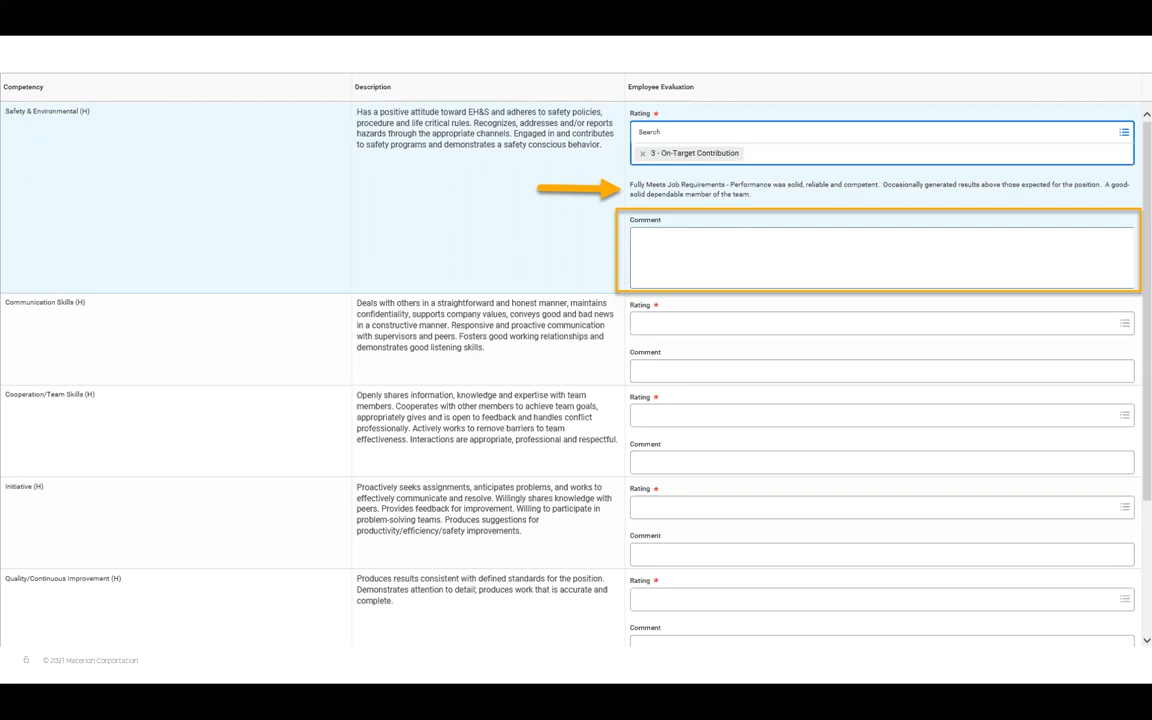 Competency
Description
Employee Evaluation
Safety & Environmental (H)
Has a positive attitude toward EH&S and adheres to safety policies,
procedure and life critical rules. Recognizes, addresses and/or reports
hazards through the appropriate channels. Engaged in and contributes
to safety programs and demonstrates a safety conscious behavior.
Rating *
Search
× 3 - On-Target Contribution
Fully Meets Job Requirements - Performance was solid, reliable and competent. Occasionally generated results above those expected for the position. A good-
solid dependable member of the team.
Comment
Communication Skills (H)
Deals with others in a straightforward and honest manner, maintains
confidentiality, supports company values, conveys good and bad news
in a constructive manner. Responsive and proactive communication
with supervisors and peers. Fosters good working relationships and
demonstrates good listening skills.
Rating *
Comment
Cooperation/Team Skills (H)
Openly shares information, knowledge and expertise with team
members. Cooperates with other members to achieve team goals,
appropriately gives and is open to feedback and handles conflict
professionally. Actively works to remove barriers to team
effectiveness. Interactions are appropriate, professional and respectful.
Rating *
Comment
Initiative (H)
Proactively seeks assignments, anticipates problems, and works to
effectively communicate and resolve. Willingly shares knowledge with
peers. Provides feedback for improvement. Willing to participate in
problem-solving teams. Produces suggestions for
productivity/efficiency/safety improvements.
Rating *
Comment
Quality/Continuous Improvement (H)
Produces results consistent with defined standards for the position.
Demonstrates attention to detail; produces work that is accurate and
complete.
Rating *
Comment
6 © 2021 Materion Corportation